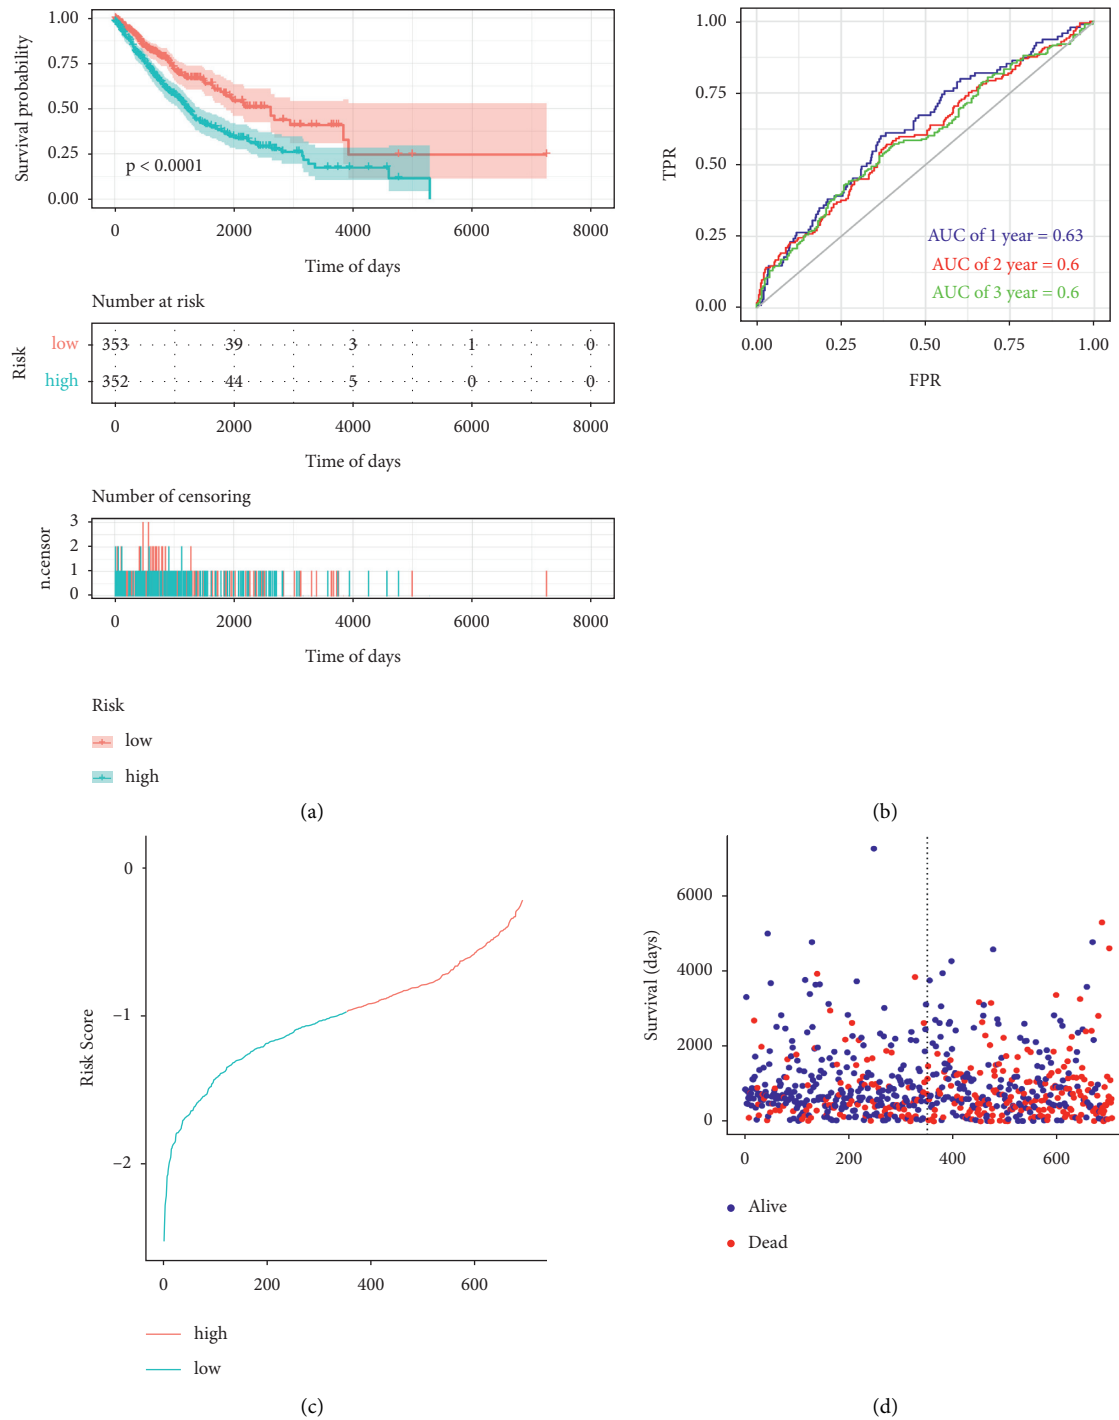 1.00
0.75
0.50
0.25
0.00
Survival probability
p < 0.0001
0 2000 4000 6000 8000
Time of days
Number at risk
Risk
low 353 39 3 1 0
high 352 44 5 0 0
0 2000 4000 6000 8000
Time of days
Number of censoring
n.censor
3
2
1
0
0 2000 4000 6000 8000
Time of days
Risk
low
high
(a)
1.00
0.75
0.50
0.25
0.00
TPR
AUC of 1 year = 0.63
AUC of 2 year = 0.6
AUC of 3 year = 0.6
0.00 0.25 0.50 0.75 1.00
FPR
(b)
0
−1
−2
Risk Score
0 200 400 600
high
low
(c)
6000
4000
2000
0
Survival (days)
0 200 400 600
Alive
Dead
(d)